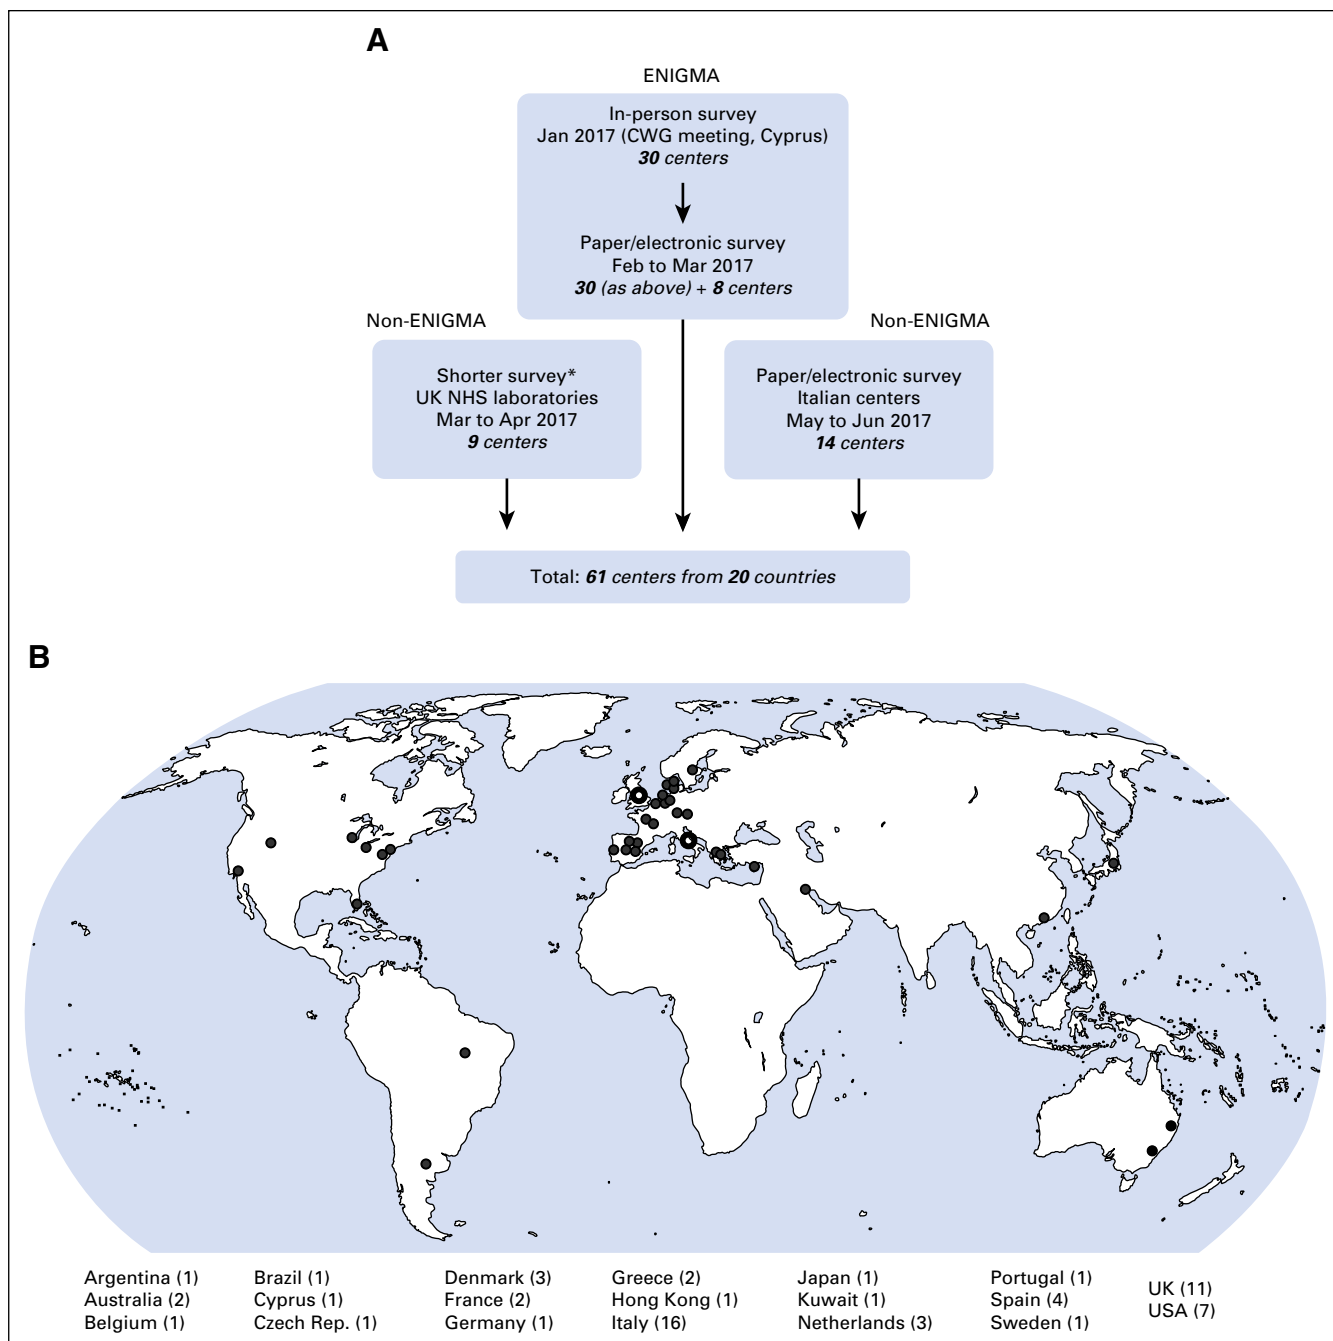 A
ENIGMA
In-person survey
Jan 2017 (CWG meeting, Cyprus)
30 centers
Paper/electronic survey
Feb to Mar 2017
30 (as above) + 8 centers
Non-ENIGMA
Shorter survey*
UK NHS laboratories
Mar to Apr 2017
9 centers
Non-ENIGMA
Paper/electronic survey
Italian centers
May to Jun 2017
14 centers
Total: 61 centers from 20 countries
B
Argentina (1)
Australia (2)
Belgium (1)
Brazil (1)
Cyprus (1)
Czech Rep. (1)
Denmark (3)
France (2)
Germany (1)
Greece (2)
Hong Kong (1)
Italy (16)
Japan (1)
Kuwait (1)
Netherlands (3)
Portugal (1)
Spain (4)
Sweden (1)
UK (11)
USA (7)